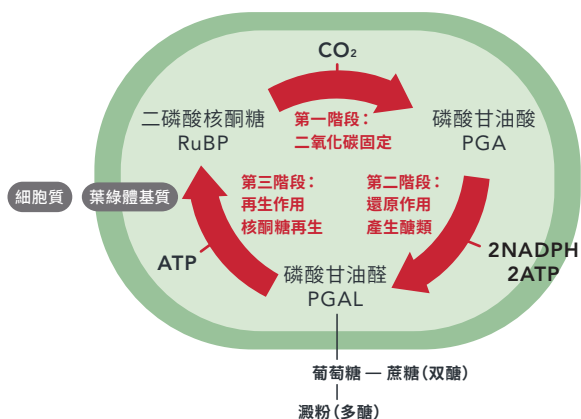 CO₂
二磷酸核酮糖
RuBP
第一階段：
二氧化碳固定
磷酸甘油酸
PGA
細胞質
葉綠體基質
第三階段：
再生作用
核酮糖再生
第二階段：
還原作用
產生醣類
ATP
2NADPH
2ATP
磷酸甘油醛
PGAL
葡萄糖 — 蔗糖(双醣)
澱粉(多醣)